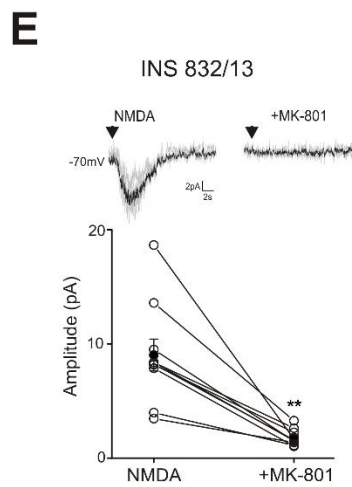 E
INS 832/13
NMDA
+MK-801
-70mV
2pA
2s
20
10
0
Amplitude (pA)
**
NMDA
+MK-801